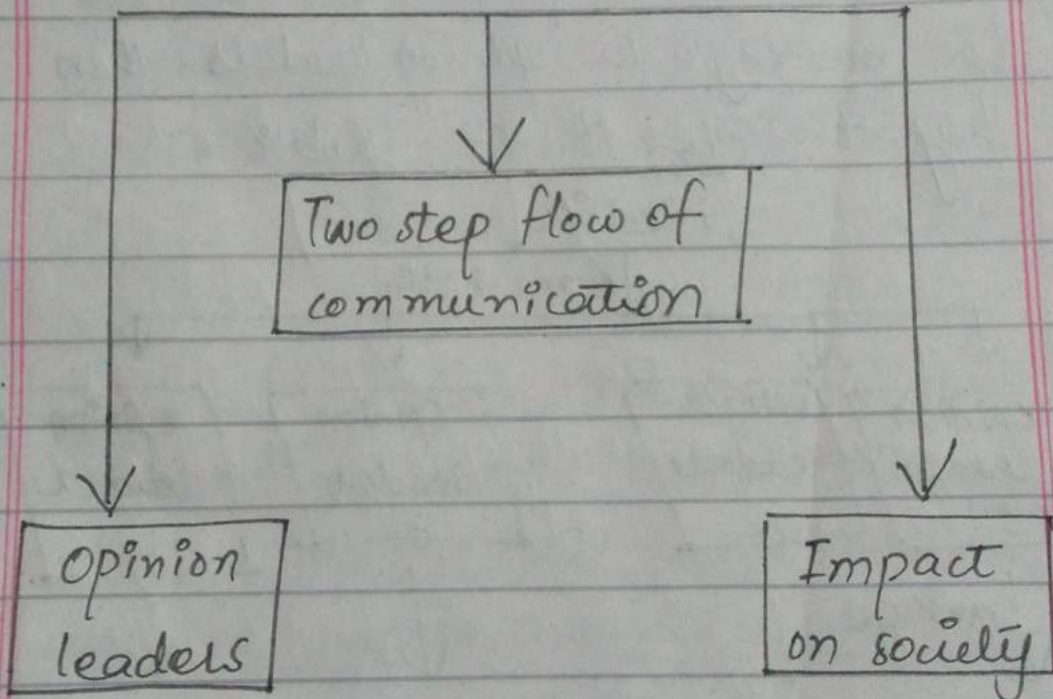 Two step flow of
communication
Opinion
leaders
Impact
on society